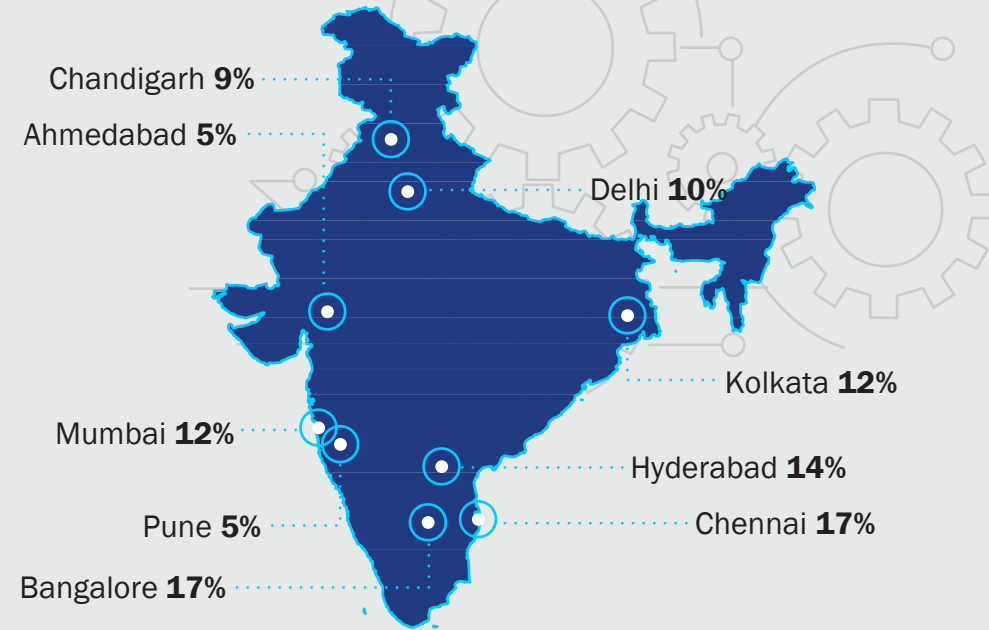 Chandigarh 9%
Ahmedabad 5%
Delhi 10%
Kolkata 12%
Mumbai 12%
Hyderabad 14%
Pune 5%
Chennai 17%
Bangalore 17%